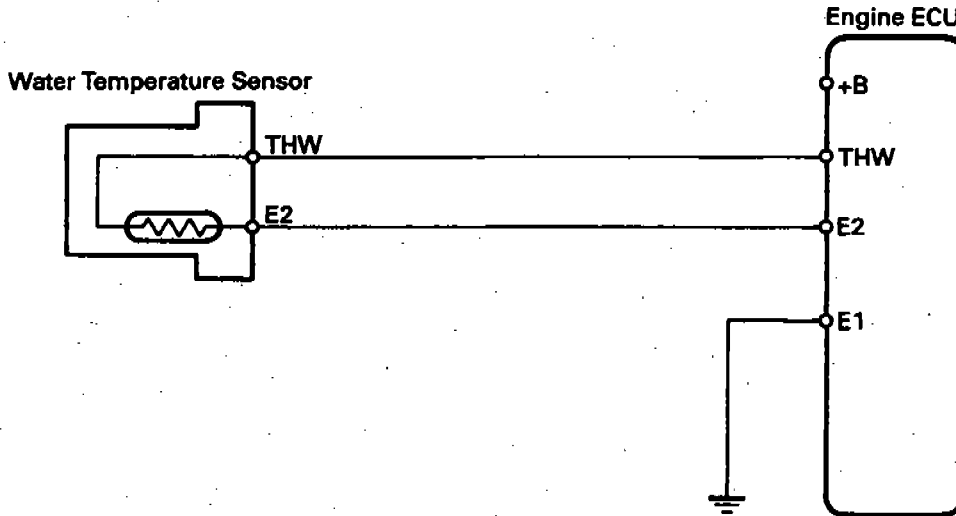 Engine ECU
Water Temperature Sensor
+B
THW
THW
E2
E2
E1